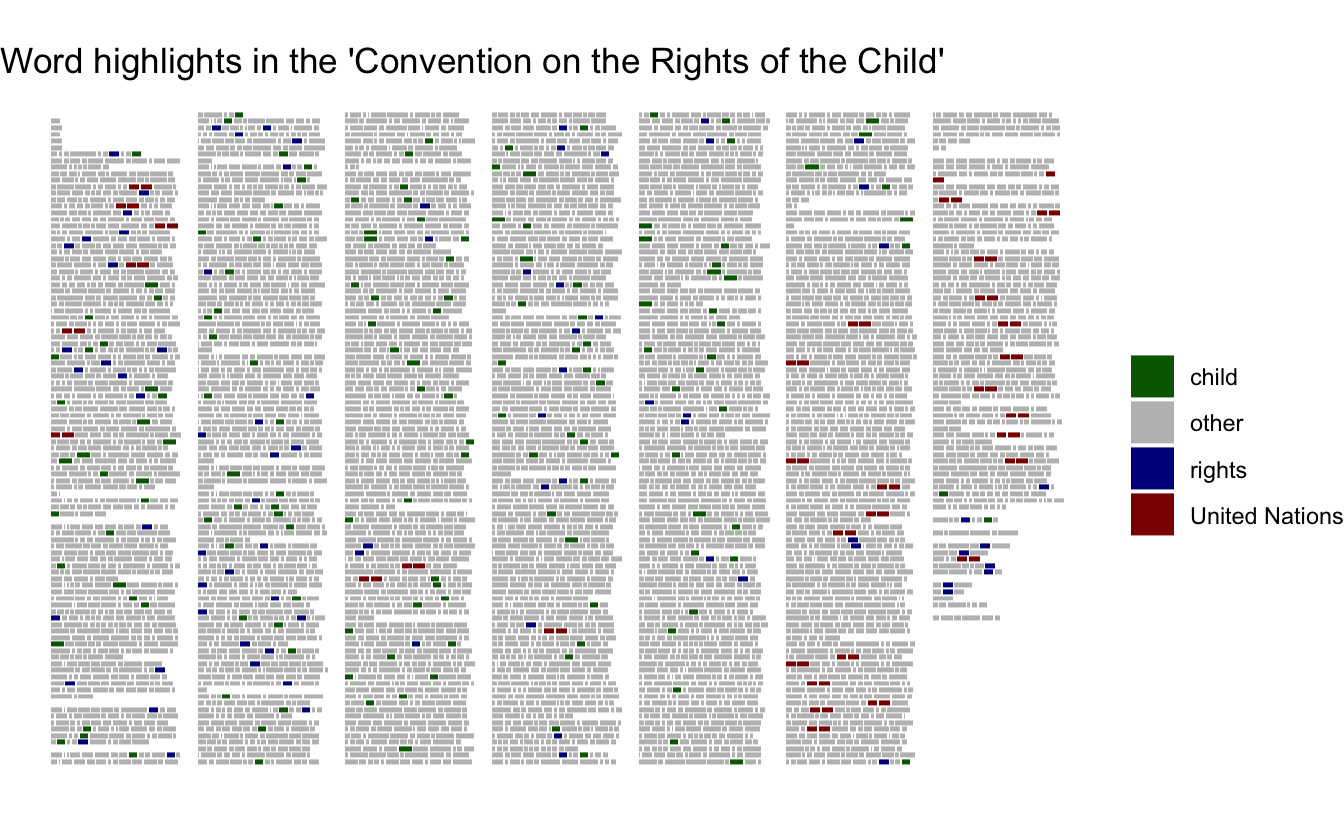 Word highlights in the 'Convention on the Rights of the Child'
child
other
rights
United Nations